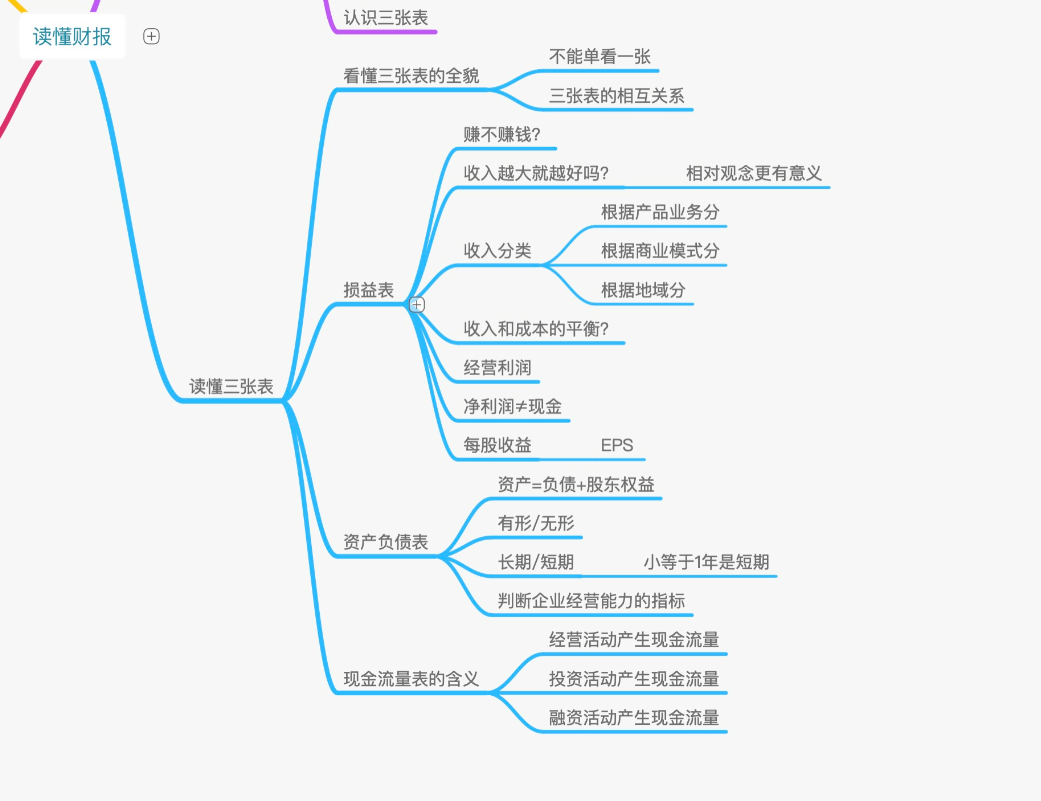 认识三张表
读懂财报
不能单看一张
看懂三张表的全貌
三张表的相互关系
赚不赚钱?
收入越大就越好吗? 相对观念更有意义
根据产品业务分
收入分类 根据商业模式分
损益表 根据地域分
收入和成本的平衡?
经营利润
读懂三张表
净利润≠现金
每股收益 EPS
资产=负债+股东权益
有形/无形
资产负债表
长期/短期 小等于1年是短期
判断企业经营能力的指标
经营活动产生现金流量
现金流量表的含义 投资活动产生现金流量
融资活动产生现金流量